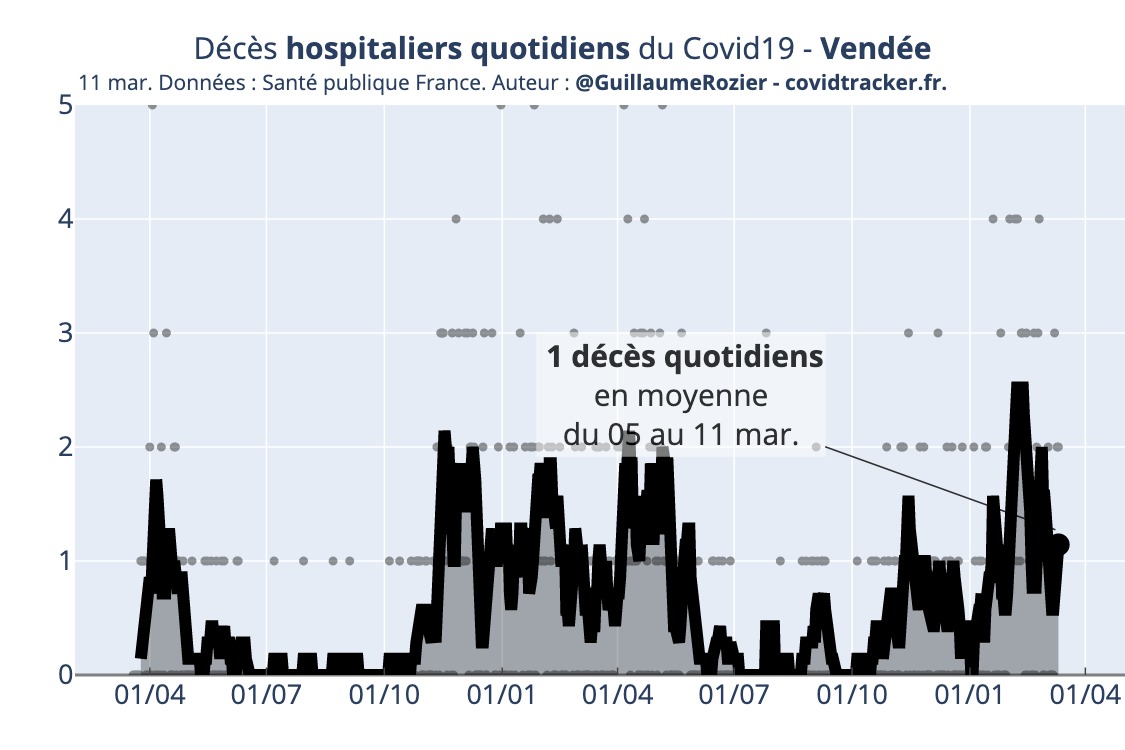 Décès hospitaliers quotidiens du Covid19 - Vendée
11 mar. Données : Santé publique France. Auteur : @GuillaumeRozier - covidtracker.fr.
5
4
3
1 décès quotidiens
en moyenne
du 05 au 11 mar.
2
1
0
01/04 01/07 01/10 01/01 01/04 01/07 01/10 01/01 01/04